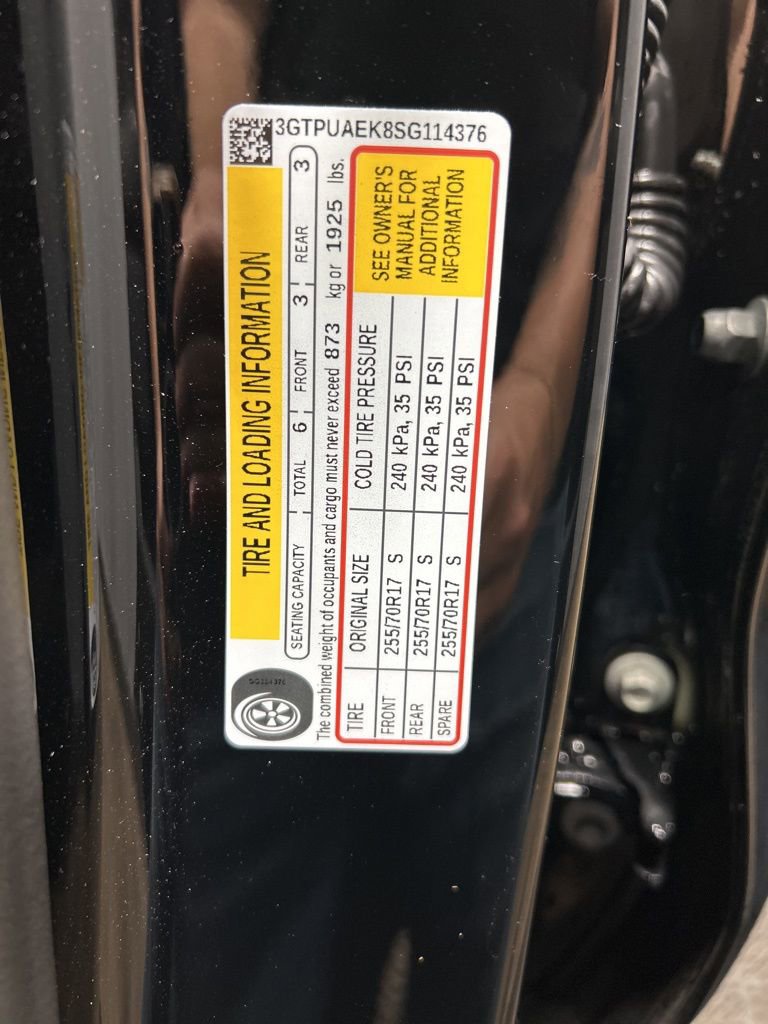 3GTPUAEK8SG114376
TIRE AND LOADING INFORMATION
SEATING CAPACITY TOTAL 6 FRONT 3 REAR 3
The combined weight of occupants and cargo must never exceed 873 kg or 1925 lbs.
TIRE ORIGINAL SIZE COLD TIRE PRESSURE
FRONT 255/70R17 S 240 kPa, 35 PSI
REAR 255/70R17 S 240 kPa, 35 PSI
SPARE 255/70R17 S 240 kPa, 35 PSI
SEE OWNER'S
MANUAL FOR
ADDITIONAL
INFORMATION